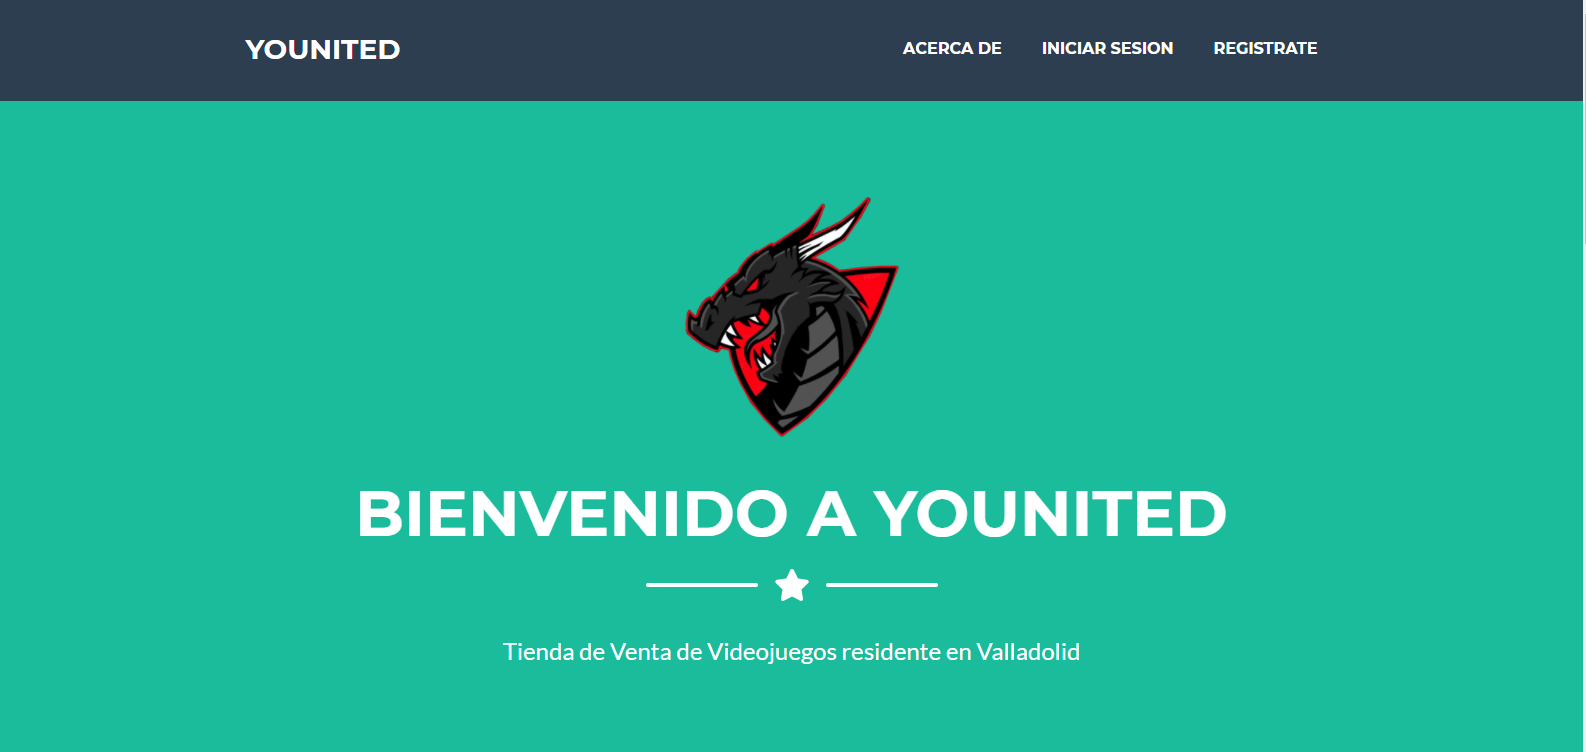 YOUNITED
ACERCA DE INICIAR SESION REGISTRATE
BIENVENIDO A YOUNITED
Tienda de Venta de Videojuegos residente en Valladolid